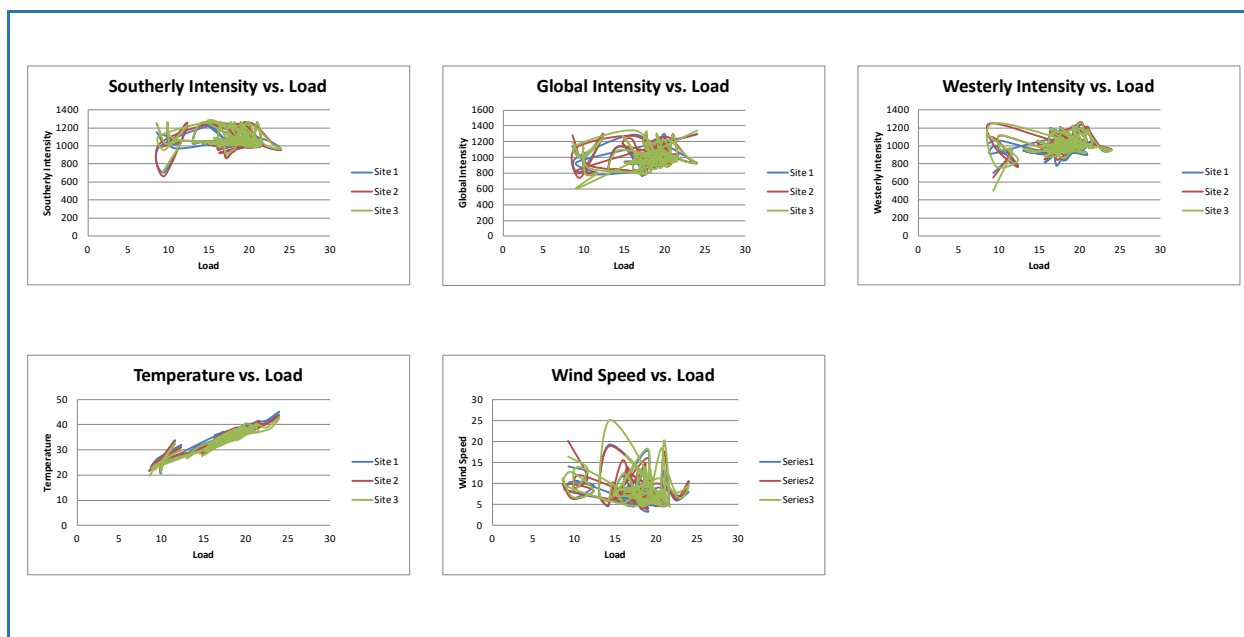 Southerly Intensity vs. Load
Southerly Intensity
1400
1200
1000
800
600
400
200
0
0 5 10 15 20 25 30
Load
Site 1
Site 2
Site 3
Global Intensity vs. Load
Global Intensity
1600
1400
1200
1000
800
600
400
200
0
0 5 10 15 20 25 30
Load
Site 1
Site 2
Site 3
Westerly Intensity vs. Load
Westerly Intensity
1400
1200
1000
800
600
400
200
0
0 5 10 15 20 25 30
Load
Site 1
Site 2
Site 3
Temperature vs. Load
Temperature
50
40
30
20
10
0
0 5 10 15 20 25 30
Load
Site 1
Site 2
Site 3
Wind Speed vs. Load
Wind Speed
30
25
20
15
10
5
0
0 5 10 15 20 25 30
Load
Series1
Series2
Series3